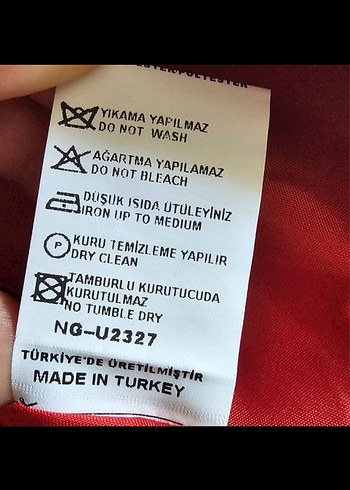 YIKAMA YAPILMAZ
DO NOT WASH
AĞARTMA YAPILAMAZ
DO NOT BLEACH
DÜŞÜK ISIDA ÜTÜLEYİNİZ
IRON UP TO MEDIUM
P
KURU TEMİZLEME YAPILIR
DRY CLEAN
TAMBURLU KURUTUCUDA
KURUTULMAZ
NO TUMBLE DRY
NG-U2327
TÜRKİYE'DE ÜRETİLMİŞTİR
MADE IN TURKEY